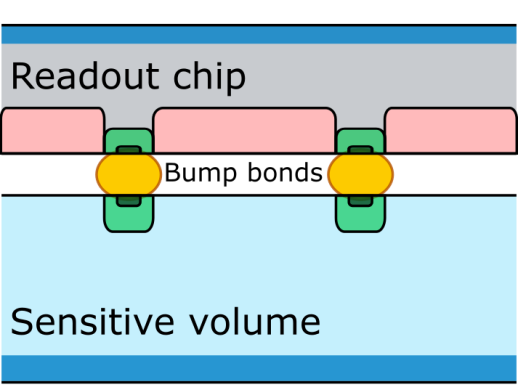 Readout chip
Bump bonds
Sensitive volume